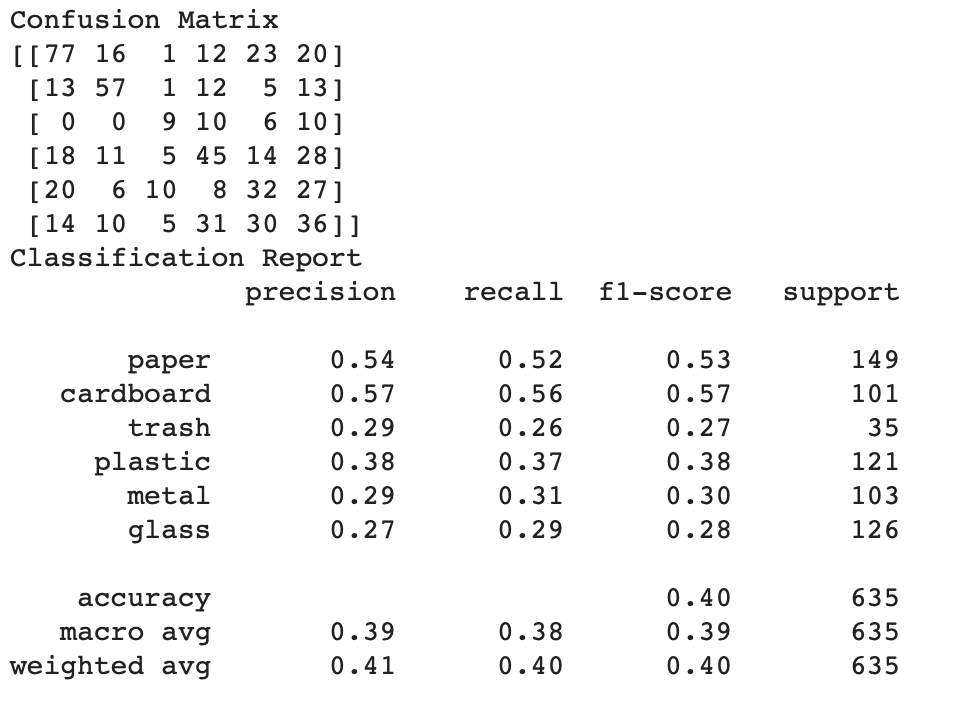 Confusion Matrix
[[77 16  1 12 23 20]
 [13 57  1 12  5 13]
 [ 0  0  9 10  6 10]
 [18 11  5 45 14 28]
 [20  6 10  8 32 27]
 [14 10  5 31 30 36]]
Classification Report
              precision    recall  f1-score   support

       paper       0.54      0.52      0.53       149
   cardboard       0.57      0.56      0.57       101
       trash       0.29      0.26      0.27        35
     plastic       0.38      0.37      0.38       121
       metal       0.29      0.31      0.30       103
       glass       0.27      0.29      0.28       126

    accuracy                           0.40       635
   macro avg       0.39      0.38      0.39       635
weighted avg       0.41      0.40      0.40       635